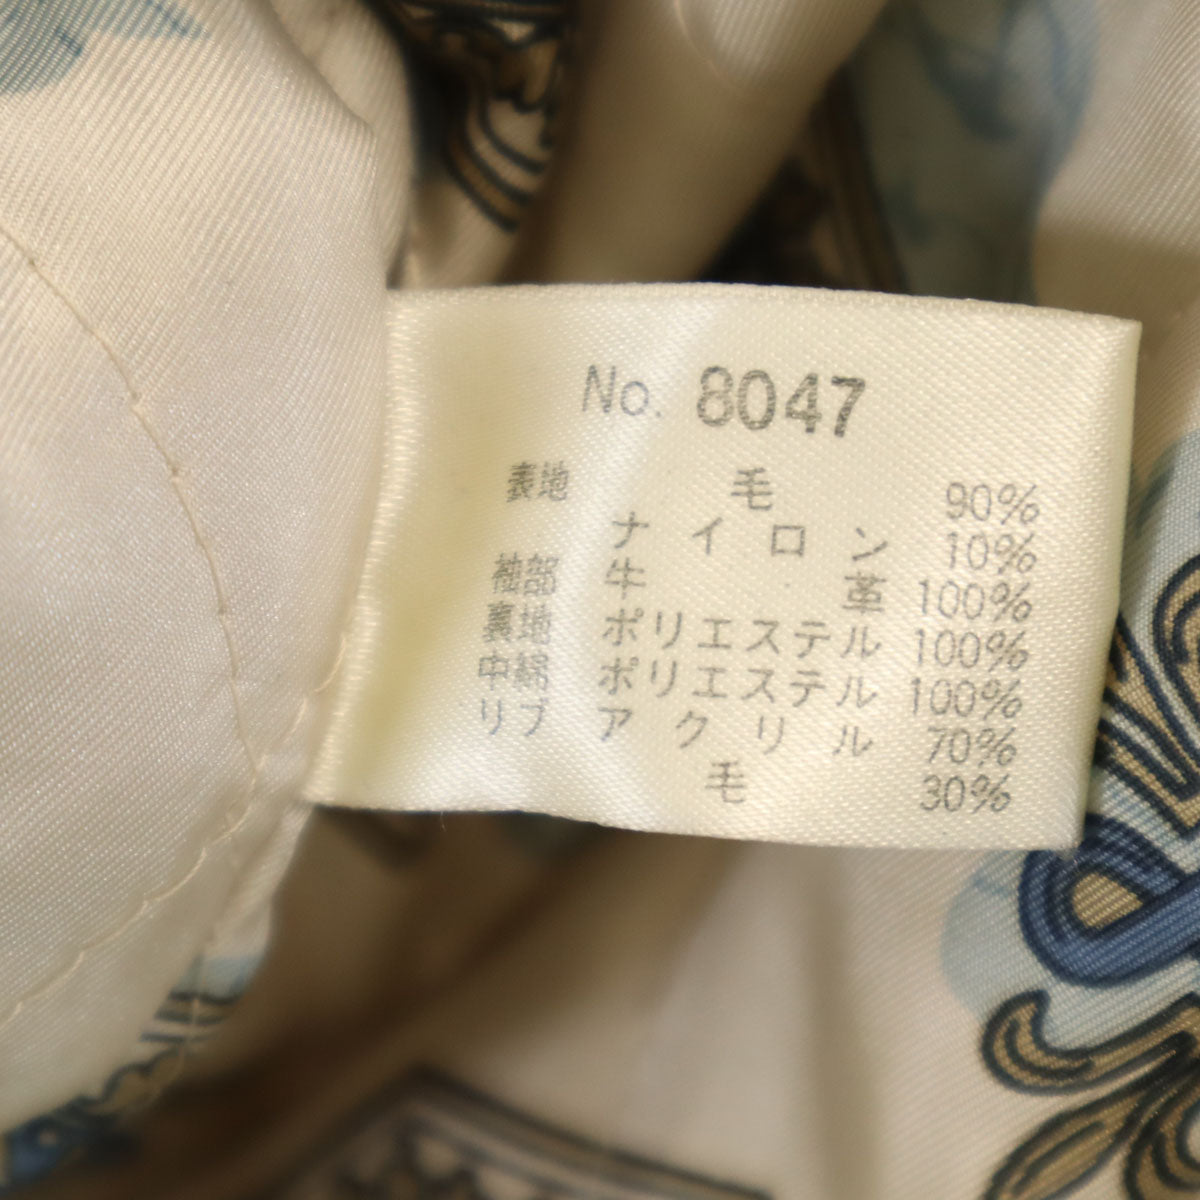 No. 8047
表地 毛 90%
ナイロン 10%
袖部 牛革 100%
裏地 ポリエステル 100%
中綿 ポリエステル 100%
リブ アクリル 70%
毛 30%